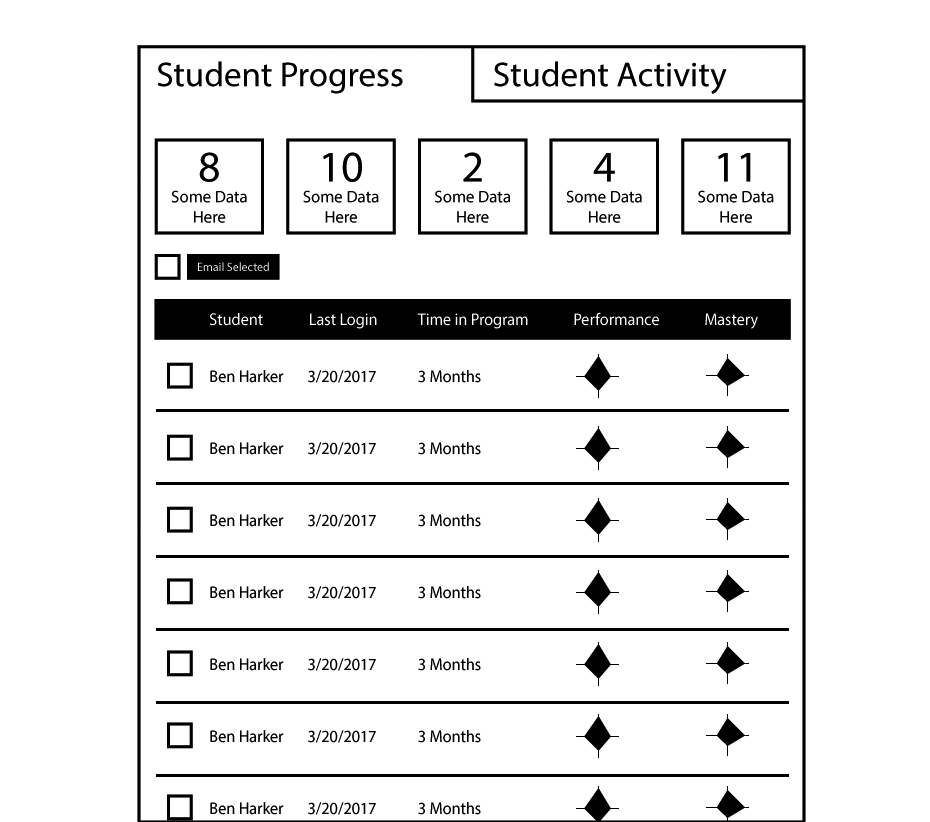 Student Progress Student Activity
8 10 2 4 11
Some Data Some Data Some Data Some Data Some Data
Here Here Here Here Here
Email Selected
Student Last Login Time in Program Performance Mastery
Ben Harker 3/20/2017 3 Months
Ben Harker 3/20/2017 3 Months
Ben Harker 3/20/2017 3 Months
Ben Harker 3/20/2017 3 Months
Ben Harker 3/20/2017 3 Months
Ben Harker 3/20/2017 3 Months
Ben Harker 3/20/2017 3 Months